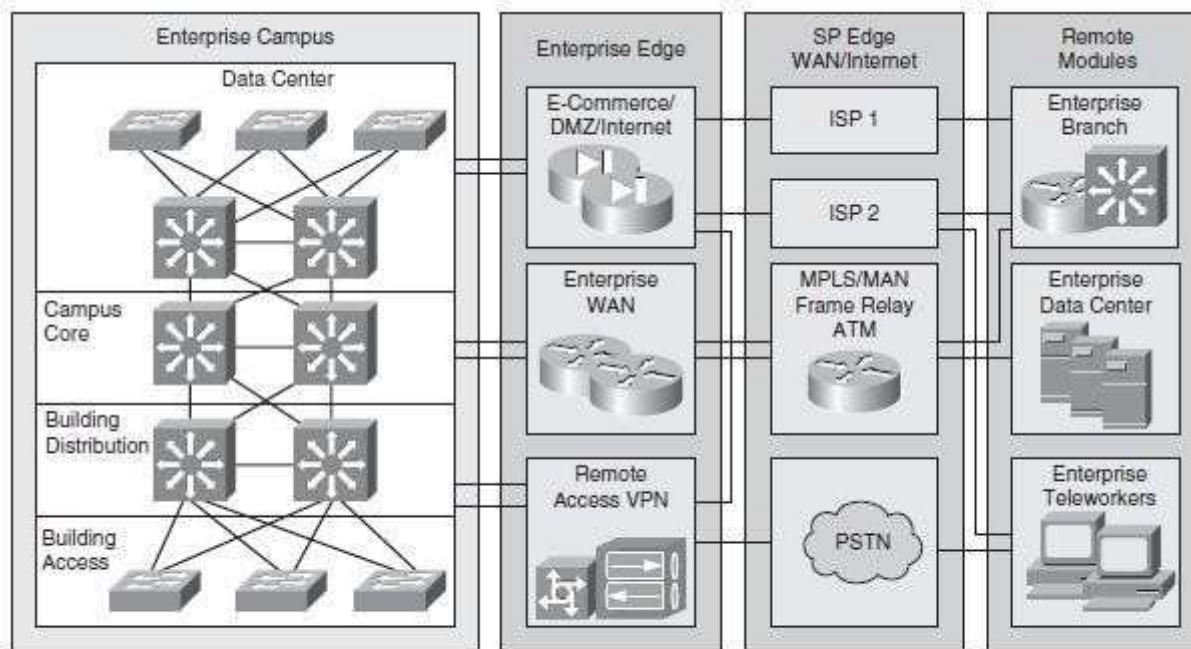 Enterprise Campus
Data Center
Campus
Core
Building
Distribution
Building
Access
Enterprise Edge
E-Commerce/
DMZ/Internet
Enterprise
WAN
Remote
Access VPN
SP Edge
WAN/Internet
ISP 1
ISP 2
MPLS/MAN
Frame Relay
ATM
PSTN
Remote
Modules
Enterprise
Branch
Enterprise
Data Center
Enterprise
Teleworkers